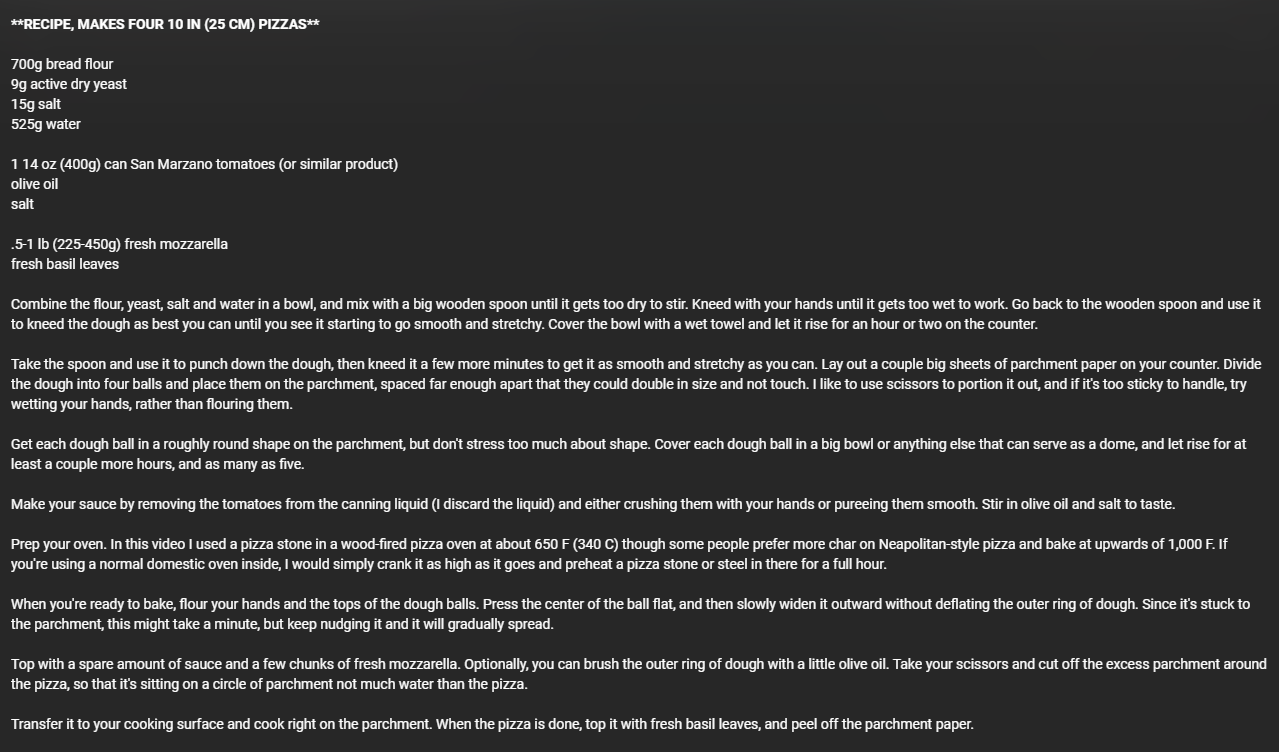 **RECIPE, MAKES FOUR 10 IN (25 CM) PIZZAS**
700g bread flour
9g active dry yeast
15g salt
525g water
1 14 oz (400g) can San Marzano tomatoes (or similar product)
olive oil
salt
.5-1 lb (225-450g) fresh mozzarella
fresh basil leaves
Combine the flour, yeast, salt and water in a bowl, and mix with a big wooden spoon until it gets too dry to stir. Kneed with your hands until it gets too wet to work. Go back to the wooden spoon and use it
to kneed the dough as best you can until you see it starting to go smooth and stretchy. Cover the bowl with a wet towel and let it rise for an hour or two on the counter.
Take the spoon and use it to punch down the dough, then kneed it a few more minutes to get it as smooth and stretchy as you can. Lay out a couple big sheets of parchment paper on your counter. Divide
the dough into four balls and place them on the parchment, spaced far enough apart that they could double in size and not touch. I like to use scissors to portion it out, and if it's too sticky to handle, try
wetting your hands, rather than flouring them.
Get each dough ball in a roughly round shape on the parchment, but don't stress too much about shape. Cover each dough ball in a big bowl or anything else that can serve as a dome, and let rise for at
least a couple more hours, and as many as five.
Make your sauce by removing the tomatoes from the canning liquid (I discard the liquid) and either crushing them with your hands or pureeing them smooth. Stir in olive oil and salt to taste.
Prep your oven. In this video I used a pizza stone in a wood-fired pizza oven at about 650 F (340 C) though some people prefer more char on Neapolitan-style pizza and bake at upwards of 1,000 F. If
you're using a normal domestic oven inside, I would simply crank it as high as it goes and preheat a pizza stone or steel in there for a full hour.
When you're ready to bake, flour your hands and the tops of the dough balls. Press the center of the ball flat, and then slowly widen it outward without deflating the outer ring of dough. Since it's stuck to
the parchment, this might take a minute, but keep nudging it and it will gradually spread.
Top with a spare amount of sauce and a few chunks of fresh mozzarella. Optionally, you can brush the outer ring of dough with a little olive oil. Take your scissors and cut off the excess parchment around
the pizza, so that it's sitting on a circle of parchment not much water than the pizza.
Transfer it to your cooking surface and cook right on the parchment. When the pizza is done, top it with fresh basil leaves, and peel off the parchment paper.